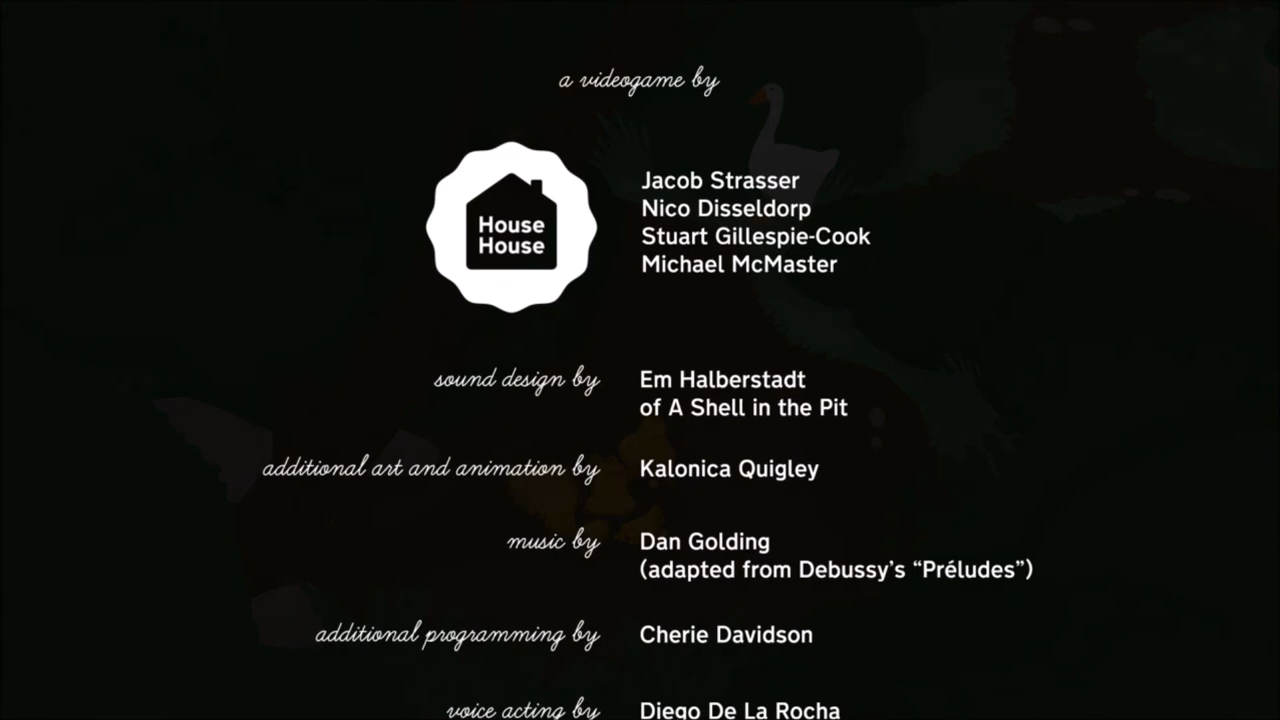 a videogame by
House
House
Jacob Strasser
Nico Disseldorp
Stuart Gillespie-Cook
Michael McMaster
sound design by
Em Halberstadt
of A Shell in the Pit
additional art and animation by
Kalonica Quigley
music by
Dan Golding
(adapted from Debussy’s “Préludes”)
additional programming by
Cherie Davidson
voice acting by
Diego De La Rocha